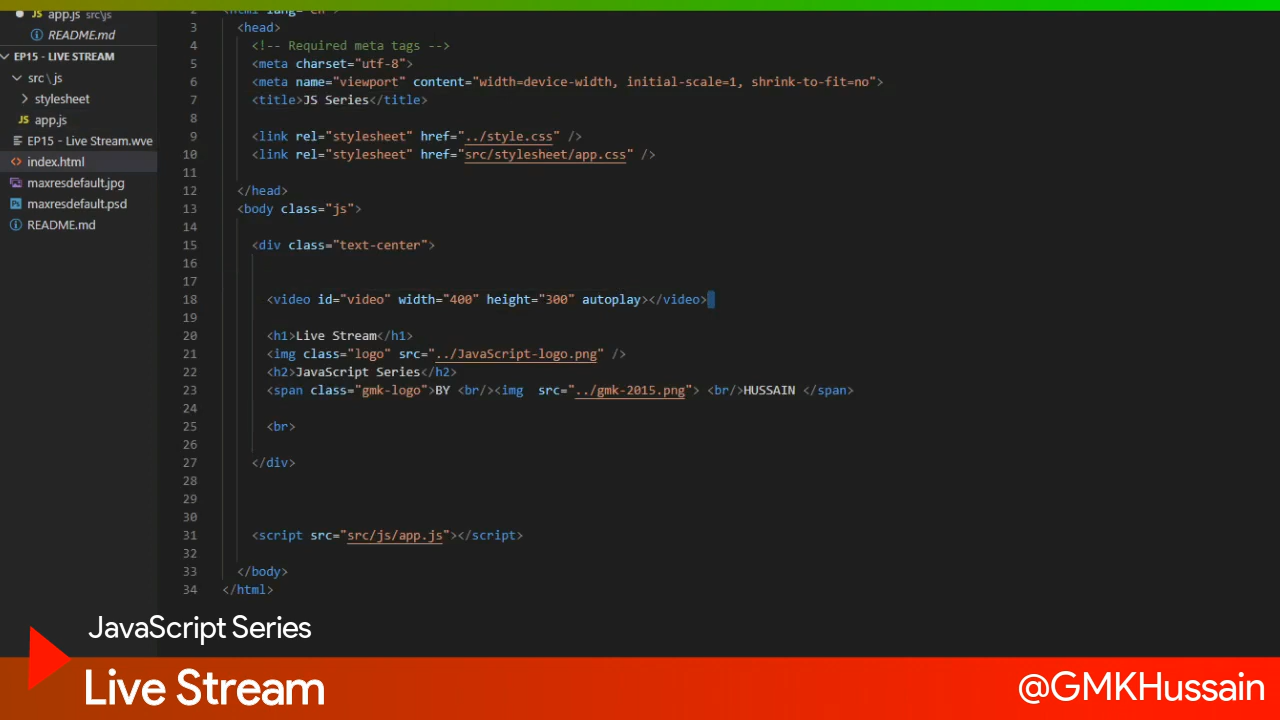 app.js src\js
README.md
EP15 - LIVE STREAM
src \ js
stylesheet
app.js
EP15 - Live Stream.wve
index.html
maxresdefault.jpg
maxresdefault.psd
README.md
2 <html lang="en">
3 <head>
4 <!-- Required meta tags -->
5 <meta charset="utf-8">
6 <meta name="viewport" content="width=device-width, initial-scale=1, shrink-to-fit=no">
7 <title>JS Series</title>
8
9 <link rel="stylesheet" href="../style.css" />
10 <link rel="stylesheet" href="src/stylesheet/app.css" />
11
12 </head>
13 <body class="js">
14
15 <div class="text-center">
16
17
18 <video id="video" width="400" height="300" autoplay></video>
19
20 <h1>Live Stream</h1>
21 <img class="logo" src="../JavaScript-logo.png" />
22 <h2>JavaScript Series</h2>
23 <span class="gmk-logo">BY <br/><img  src="../gmk-2015.png"> <br/>HUSSAIN </span>
24
25 <br>
26
27 </div>
28
29
30
31 <script src="src/js/app.js"></script>
32
33 </body>
34 </html>
JavaScript Series
Live Stream
@GMKHussain